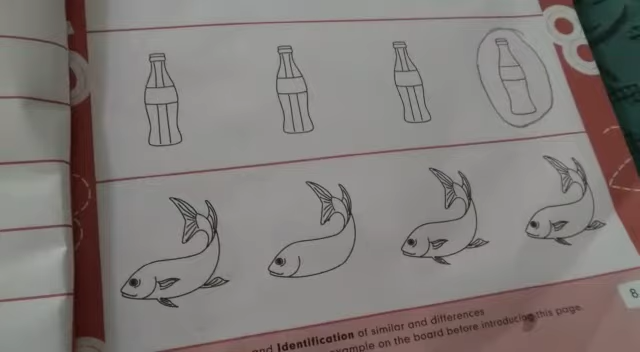 and Identification of similar and differences
example on the board before introducing this page.
8